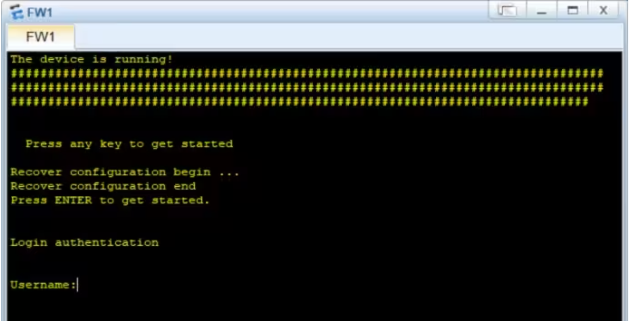 FW1
FW1
The device is running!
################################################################################
################################################################################
##############################################################################
Press any key to get started
Recover configuration begin ...
Recover configuration end
Press ENTER to get started.
Login authentication
Username: